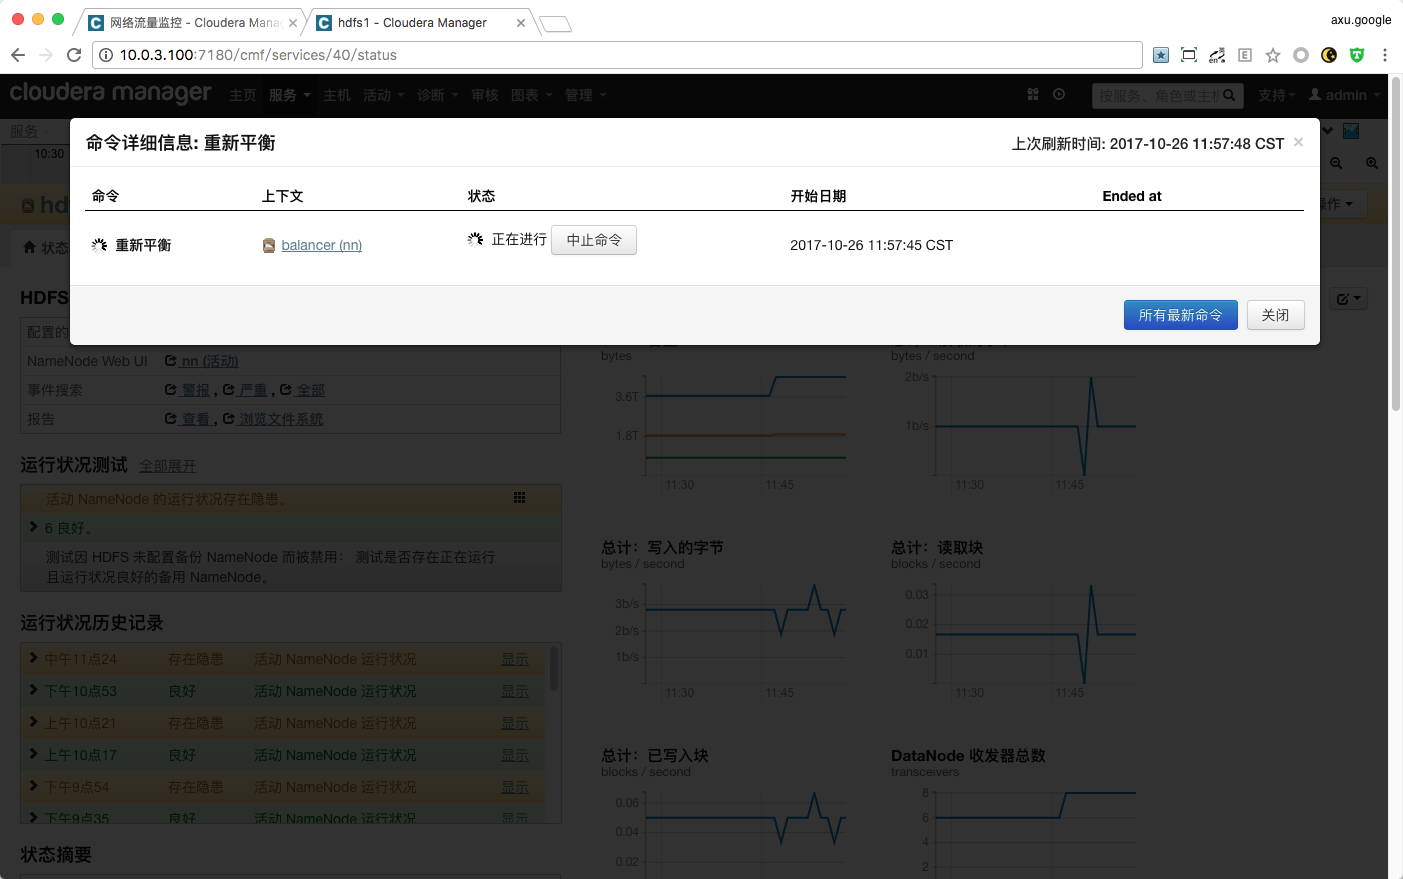 网络流量监控 - Cloudera Mana
hdfs1 - Cloudera Manager
axu.google
10.0.3.100:7180/cmf/services/40/status
cloudera manager 主页 服务 主机 活动 诊断 审核 图表 管理 按服务、角色或主机 支持 admin
服务
10:30
命令详细信息: 重新平衡
上次刷新时间: 2017-10-26 11:57:48 CST ×
命令 上下文 状态 开始日期 Ended at
重新平衡 balancer (nn) 正在进行 中止命令 2017-10-26 11:57:45 CST
所有最新命令 关闭
hd
操作
状态
HDFS
配置的
NameNode Web UI nn (活动)
事件搜索 警报 , 严重 , 全部
报告 查看 , 浏览文件系统
运行状况测试 全部展开
活动 NameNode 的运行状况存在隐患。
6 良好。
测试因 HDFS 未配置备份 NameNode 而被禁用： 测试是否存在正在运行
且运行状况良好的备用 NameNode。
运行状况历史记录
中午11点24 存在隐患 活动 NameNode 运行状况 显示
下午10点53 良好 活动 NameNode 运行状况 显示
上午10点21 存在隐患 活动 NameNode 运行状况 显示
上午10点17 良好 活动 NameNode 运行状况 显示
下午9点54 存在隐患 活动 NameNode 运行状况 显示
下午9点35 良好 活动 NameNode 运行状况 显示
状态摘要
bytes
3.6T
1.8T
11:30 11:45
bytes / second
2b/s
1b/s
11:30 11:45
总计：写入的字节
bytes / second
3b/s
2b/s
1b/s
11:30 11:45
总计：读取块
blocks / second
0.03
0.02
0.01
11:30 11:45
总计：已写入块
blocks / second
0.06
0.04
0.02
DataNode 收发器总数
transceivers
8
6
4
2